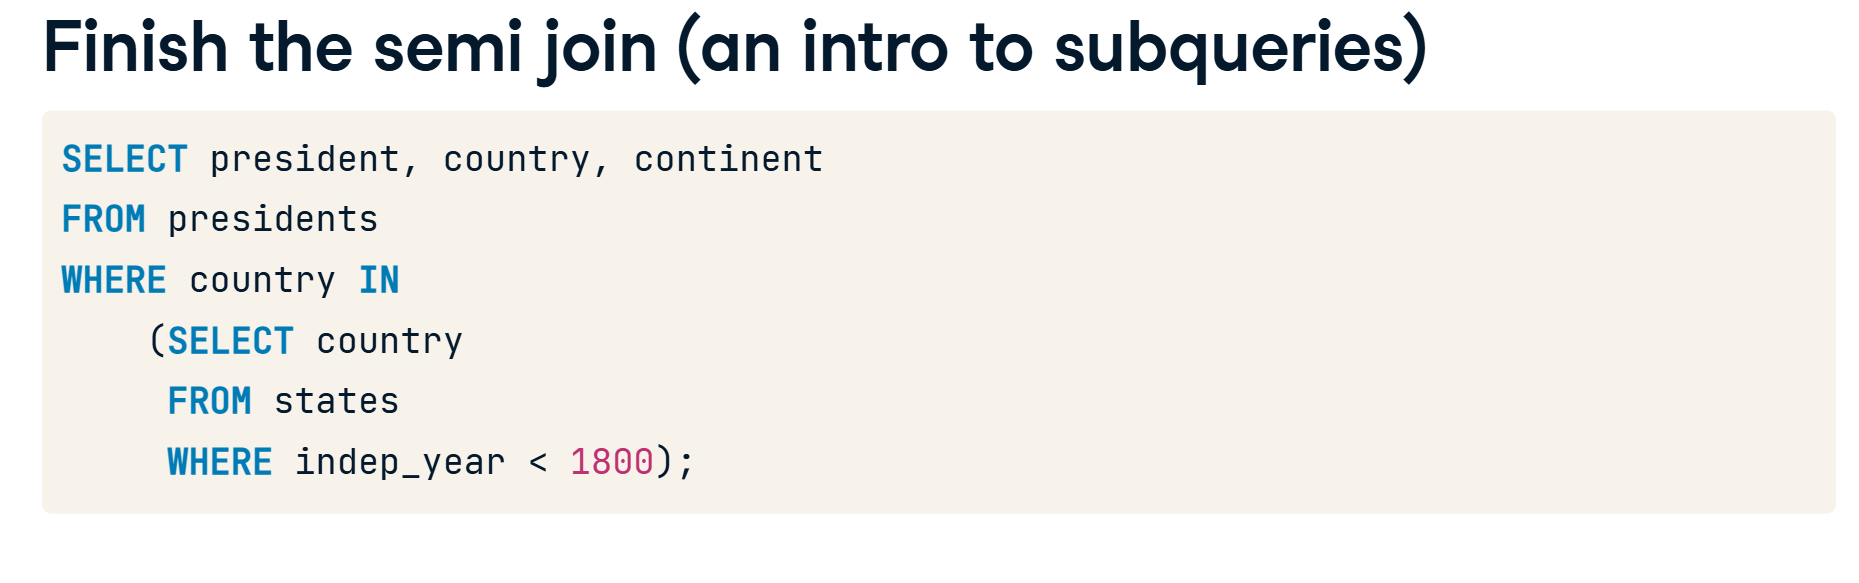 Finish the semi join (an intro to subqueries)
SELECT president, country, continent
FROM presidents
WHERE country IN
(SELECT country
FROM states
WHERE indep_year < 1800);